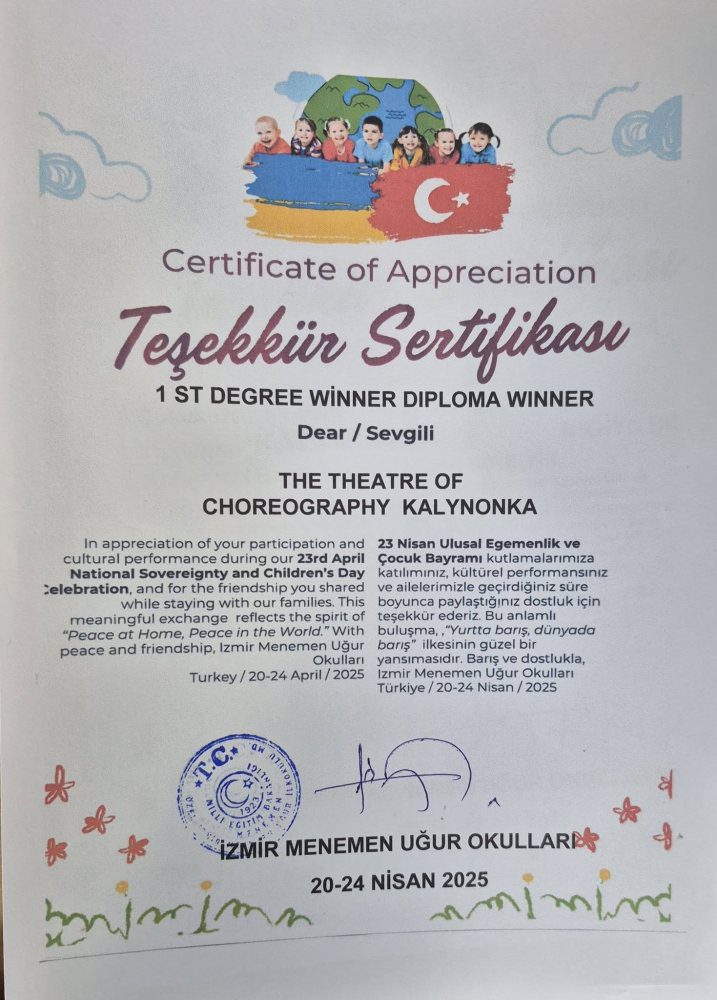 Certificate of Appreciation
Teşekkür Sertifikası
1 ST DEGREE WİNNER DIPLOMA WINNER
Dear / Sevgili
THE THEATRE OF
CHOREOGRAPHY KALYNONKA
In appreciation of your participation and
cultural performance during our 23rd April
National Sovereignty and Children's Day
Celebration, and for the friendship you shared
while staying with our families. This
meaningful exchange reflects the spirit of
"Peace at Home, Peace in the World." With
peace and friendship, Izmir Menemen Uğur
Okulları
Turkey / 20-24 April / 2025
23 Nisan Ulusal Egemenlik ve
Çocuk Bayramı kutlamalarımıza
katılımınız, kültürel performansınız
ve ailelerimizle geçirdiğiniz süre
boyunca paylaştığınız dostluk için
teşekkür ederiz. Bu anlamlı
buluşma, ,"Yurtta barış, dünyada
barış" ilkesinin güzel bir
yansımasıdır. Barış ve dostlukla,
Izmir Menemen Uğur Okulları
Türkiye / 20-24 Nisan / 2025
T.C.
MİLLİ EĞİTİM BAKANLIĞI
1923
MENEMEN
İZMİR MENEMEN UĞUR OKULLARI
20-24 NİSAN 2025